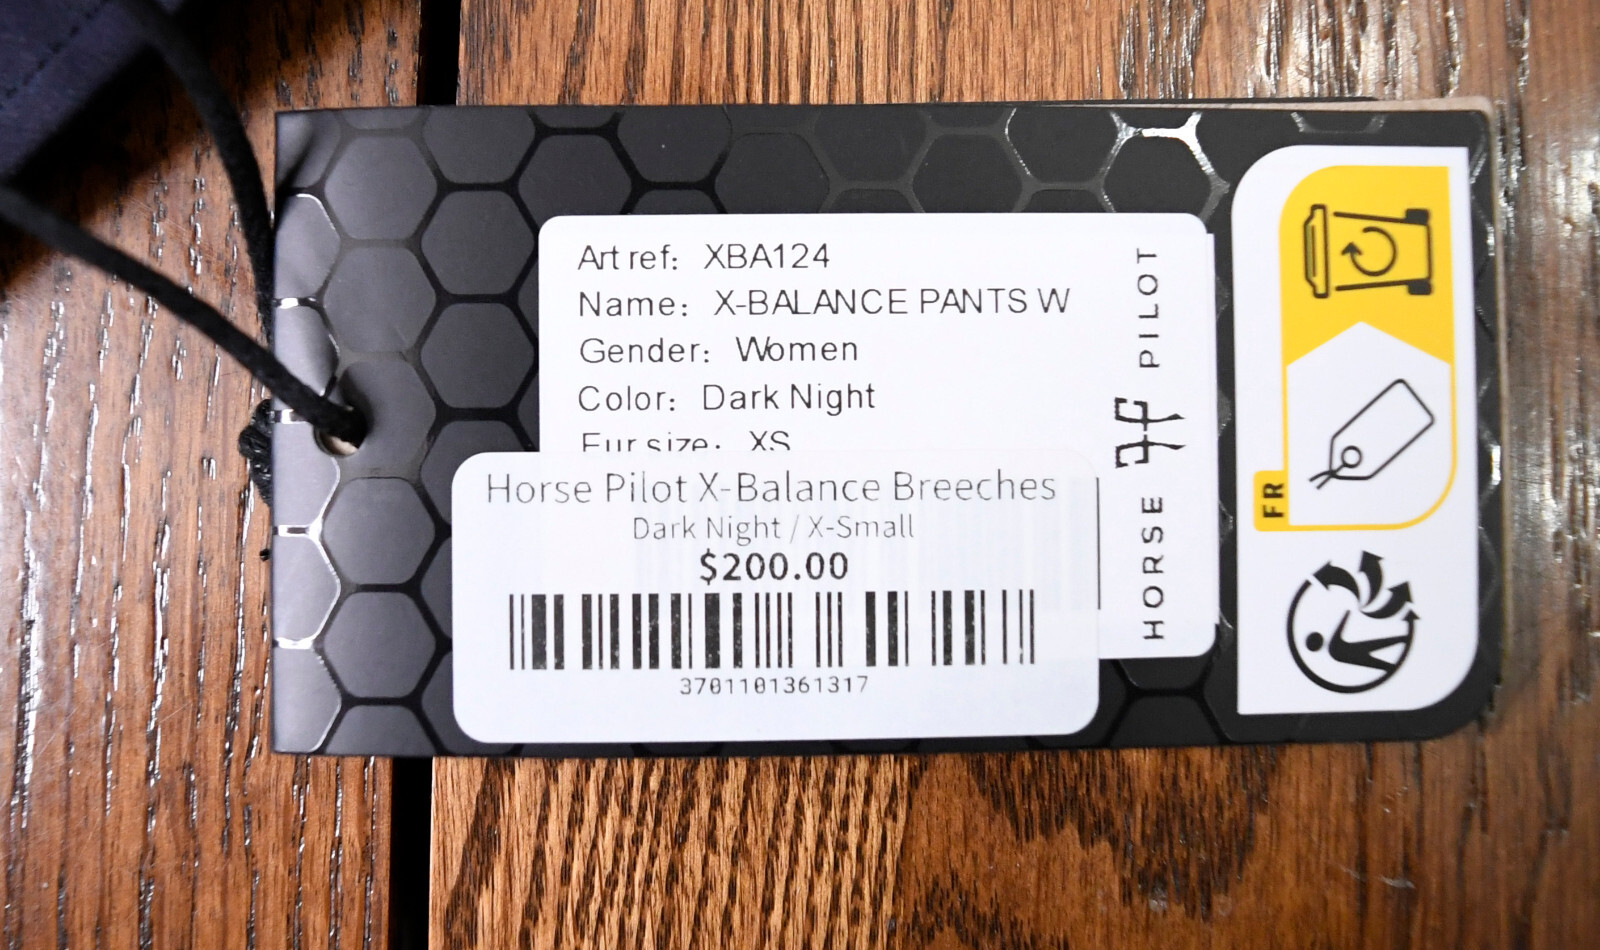 Art ref: XBA124
Name: X-BALANCE PANTS W
Gender: Women
Color: Dark Night
Eur size: XS
Horse Pilot X-Balance Breeches
Dark Night / X-Small
$200.00
3701101361317
HORSE PILOT
FR